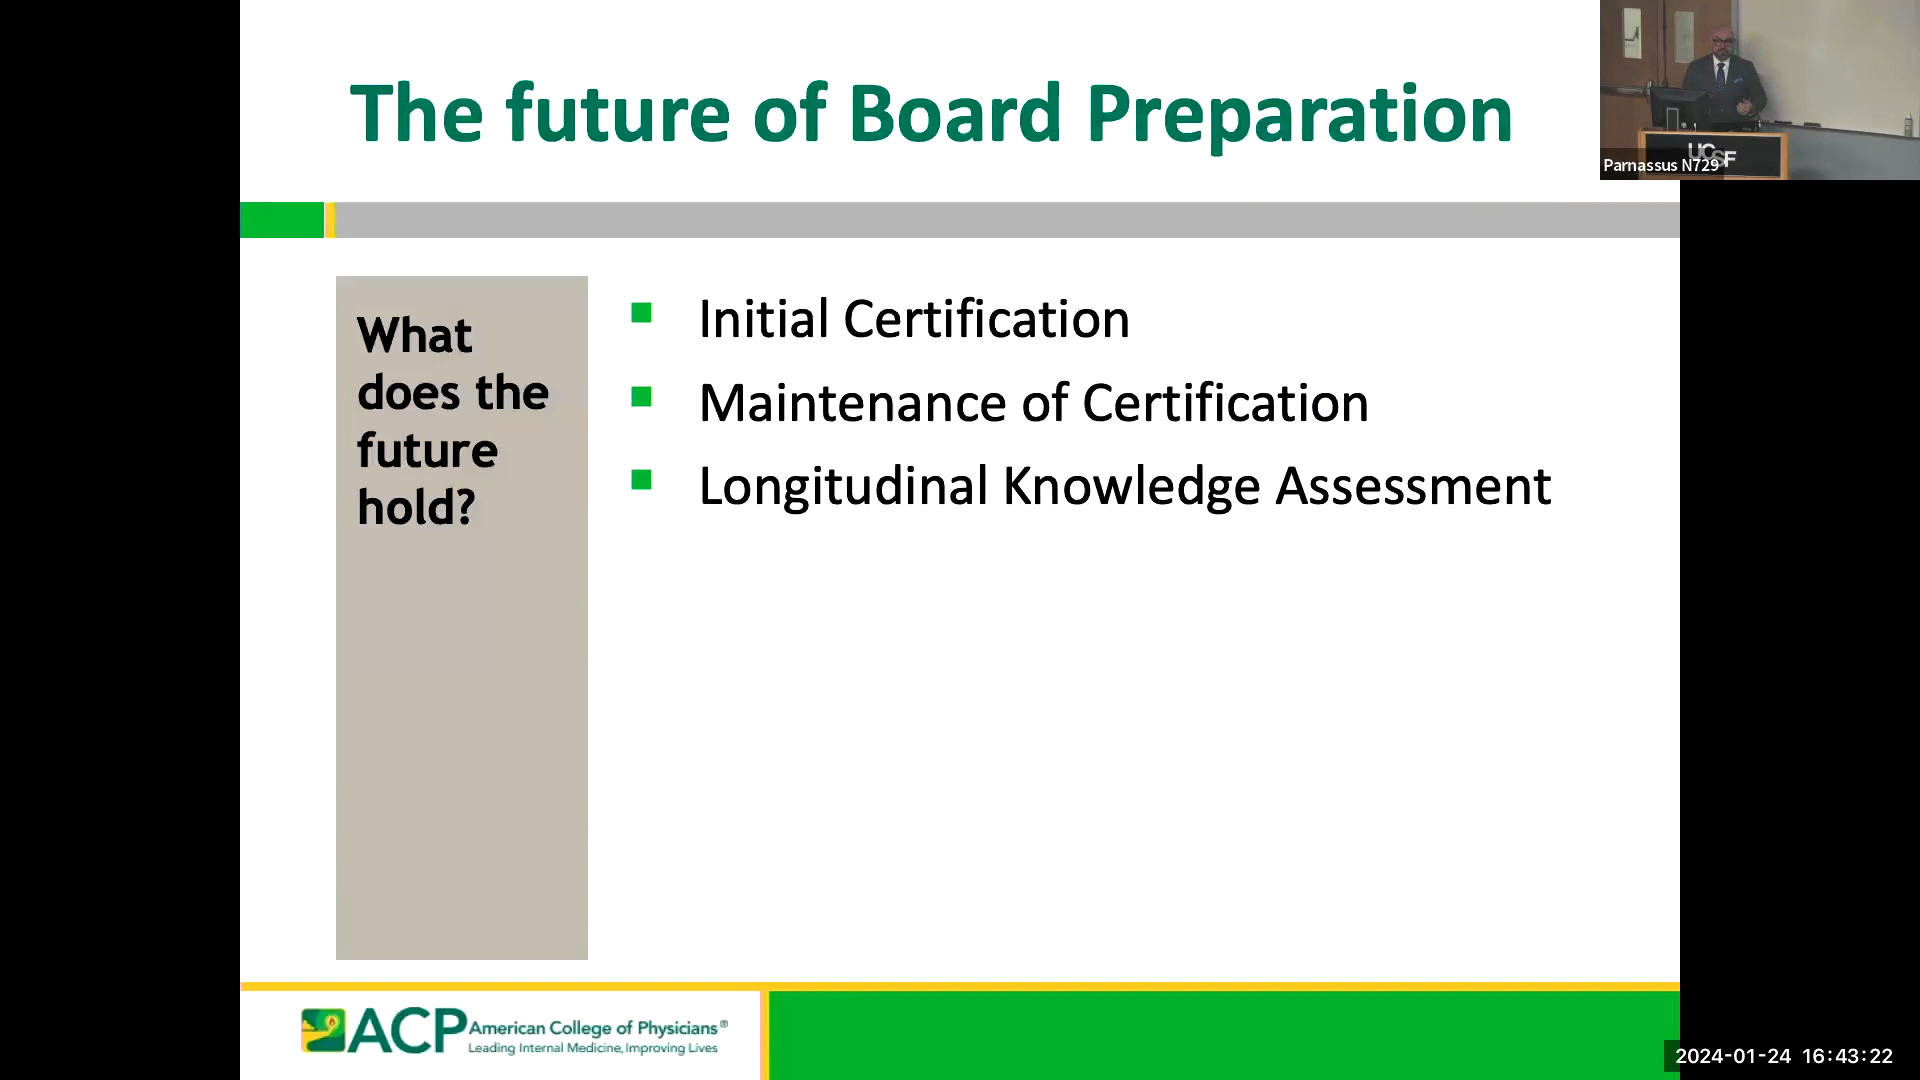 The future of Board Preparation
UCSF
Parnassus N729
What
does the
future
hold?
Initial Certification
Maintenance of Certification
Longitudinal Knowledge Assessment
ACP American College of Physicians®
Leading Internal Medicine, Improving Lives
2024-01-24 16:43:22